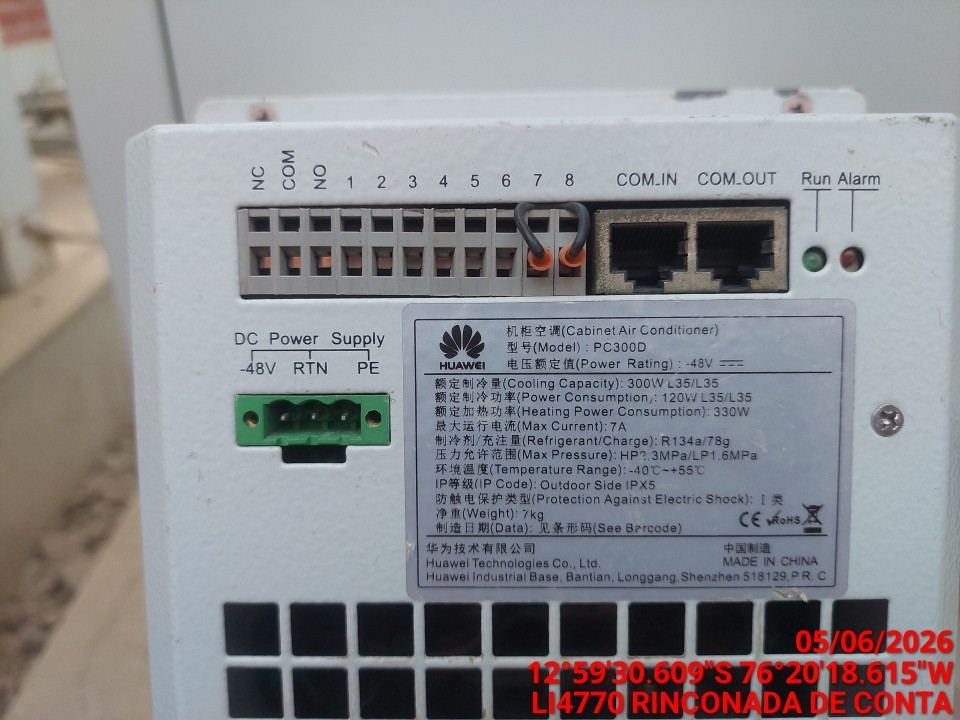 NC COM NO 1 2 3 4 5 6 7 8 COM_IN COM_OUT Run Alarm
DC Power Supply
-48V RTN PE
HUAWEI
机柜空调(Cabinet Air Conditioner)
型号(Model) : PC300D
电压额定值(Power Rating) : -48V ⎓
额定制冷量(Cooling Capacity): 300W L35/L35
额定制冷功率(Power Consumption): 120W L35/L35
额定加热功率(Heating Power Consumption): 330W
最大运行电流(Max Current): 7A
制冷剂/充注量(Refrigerant/Charge): R134a/78g
压力允许范围(Max Pressure): HP2.3MPa/LP1.6MPa
环境温度(Temperature Range): -40℃~+55℃
IP等级(IP Code): Outdoor Side IPX5
防触电保护类型(Protection Against Electric Shock): I 类
净重(Weight): 7kg
制造日期(Data): 见条形码(See Barcode)
CE RoHS
华为技术有限公司
Huawei Technologies Co., Ltd.
Huawei Industrial Base, Bantian, Longgang, Shenzhen 518129, P.R. C
中国制造
MADE IN CHINA
05/06/2026
12°59'30.609"S 76°20'18.615"W
LI4770 RINCONADA DE CONTA